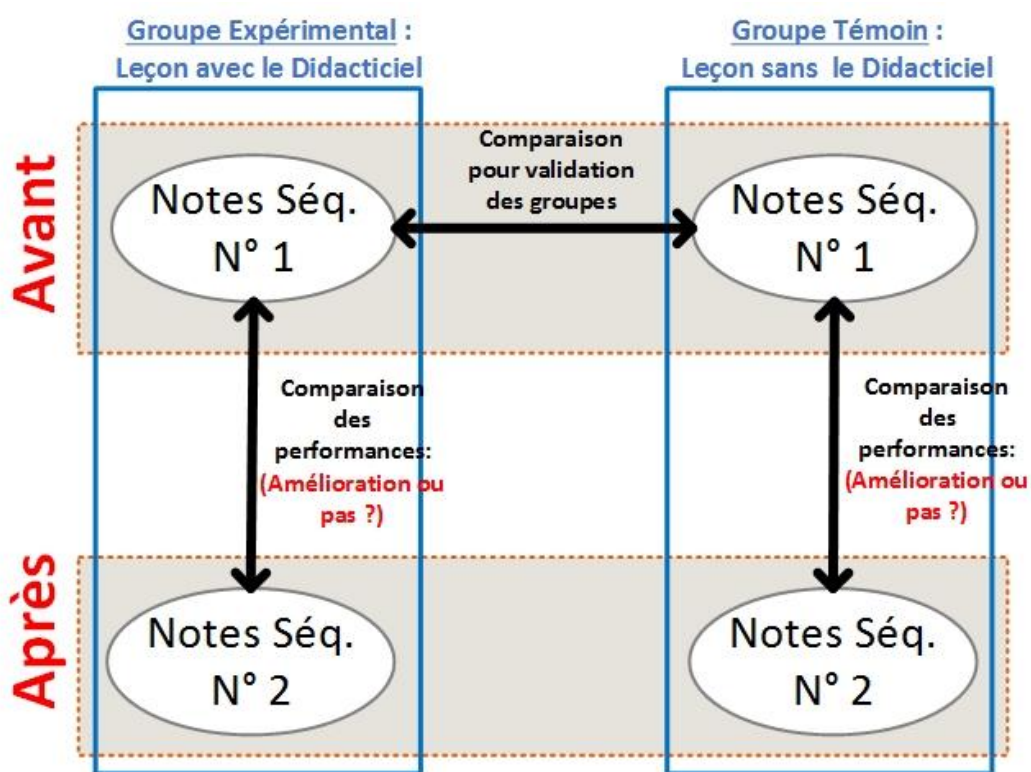 Groupe Expérimental :
Leçon avec le Didacticiel
Groupe Témoin :
Leçon sans le Didacticiel
Avant
Notes Séq.
N° 1
Comparaison
pour validation
des groupes
Notes Séq.
N° 1
Comparaison
des
performances:
(Amélioration ou
pas ?)
Comparaison
des
performances:
(Amélioration ou
pas ?)
Après
Notes Séq.
N° 2
Notes Séq.
N° 2